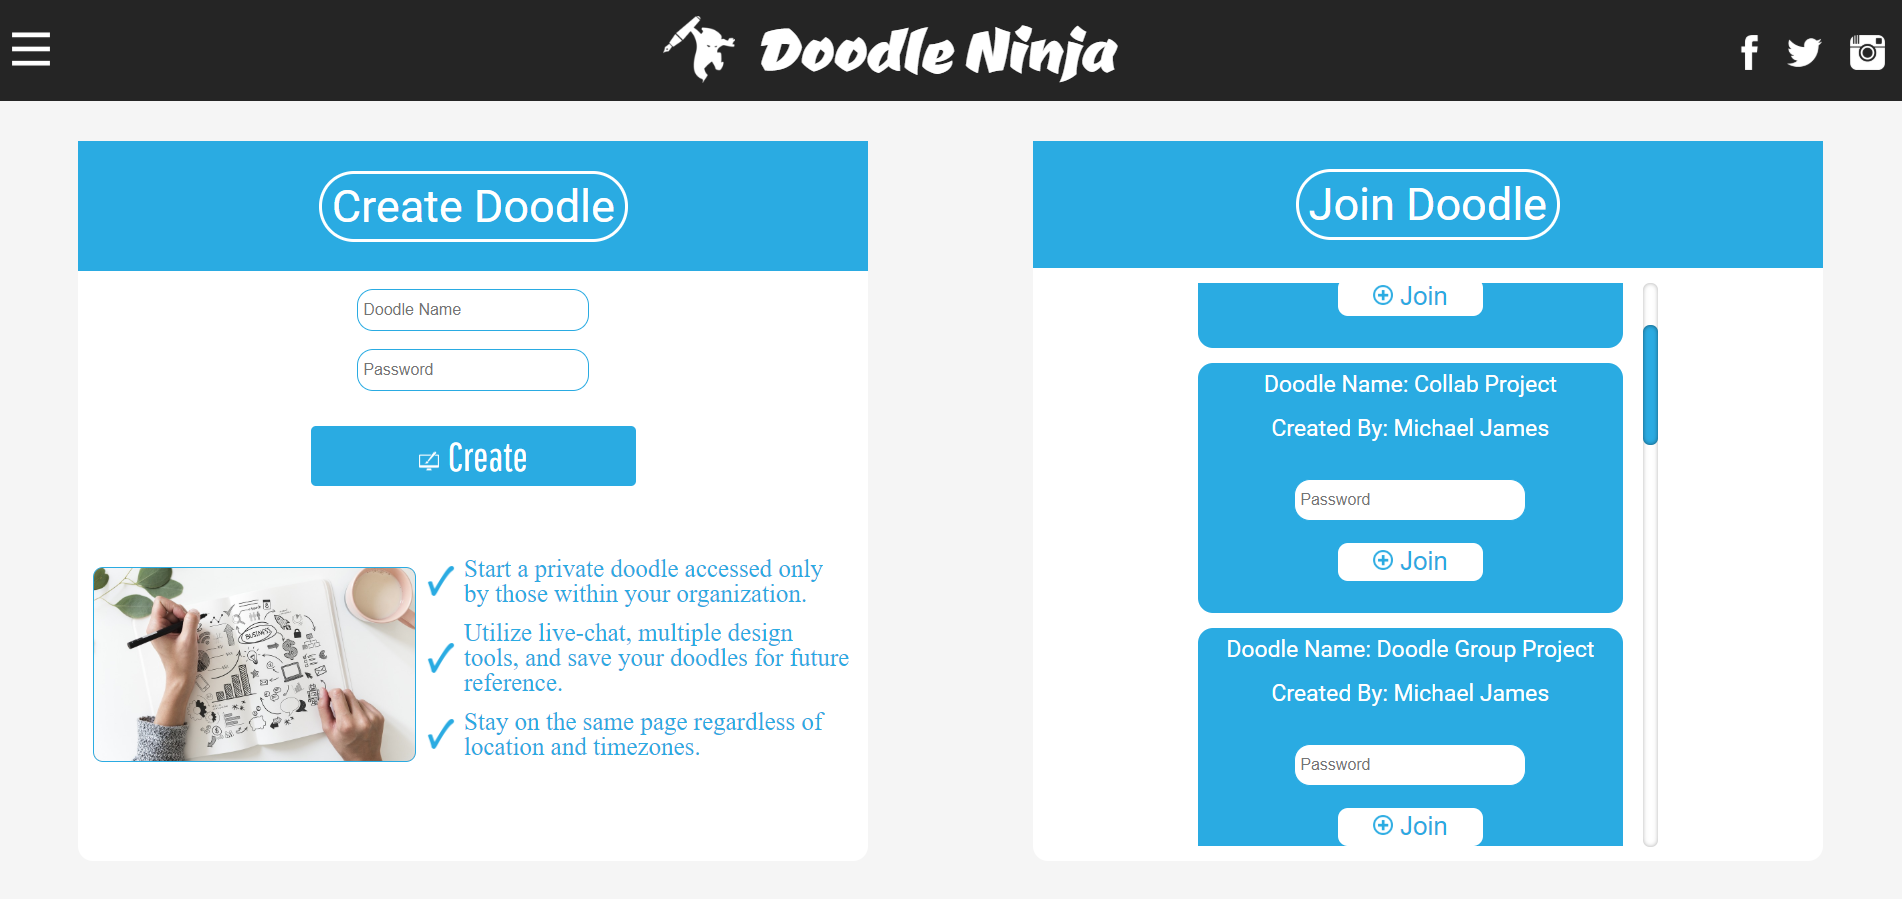 Doodle Ninja
Create Doodle
Doodle Name
Password
Create
BUSINESS
Start a private doodle accessed only
by those within your organization.
Utilize live-chat, multiple design
tools, and save your doodles for future
reference.
Stay on the same page regardless of
location and timezones.
Join Doodle
Join
Doodle Name: Collab Project
Created By: Michael James
Password
Join
Doodle Name: Doodle Group Project
Created By: Michael James
Password
Join